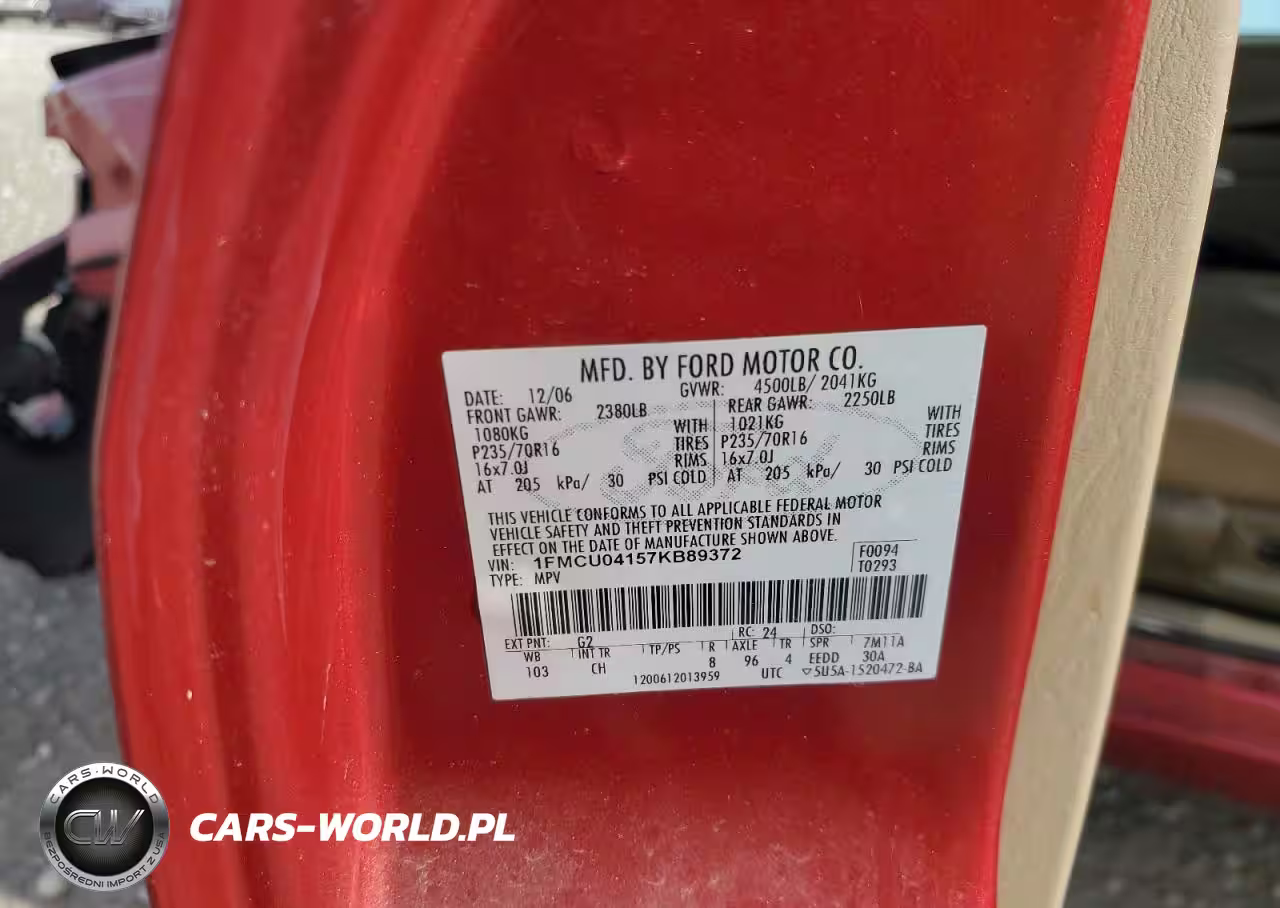 MFD. BY FORD MOTOR CO.
DATE: 12/06 GVWR: 4500LB/ 2041KG
FRONT GAWR: 2380LB REAR GAWR: 2250LB
1080KG WITH 1021KG WITH
P235/70R16 TIRES P235/70R16 TIRES
16x7.0J RIMS 16x7.0J RIMS
AT 205 kPa/ 30 PSI COLD AT 205 kPa/ 30 PSI COLD
THIS VEHICLE CONFORMS TO ALL APPLICABLE FEDERAL MOTOR
VEHICLE SAFETY AND THEFT PREVENTION STANDARDS IN
EFFECT ON THE DATE OF MANUFACTURE SHOWN ABOVE.
VIN: 1FMCU04157KB89372 F0094
TYPE: MPV T0293
EXT PNT: G2 RC: 24 DSO:
WB INT TR TP/PS R AXLE TR SPR 7M11A
103 CH 8 96 4 EEDD 30A
1200612013959 UTC ▽5U5A-1520472-BA
CARS-WORLD
CW
BEZPOŚREDNI IMPORT Z USA
CARS-WORLD.PL